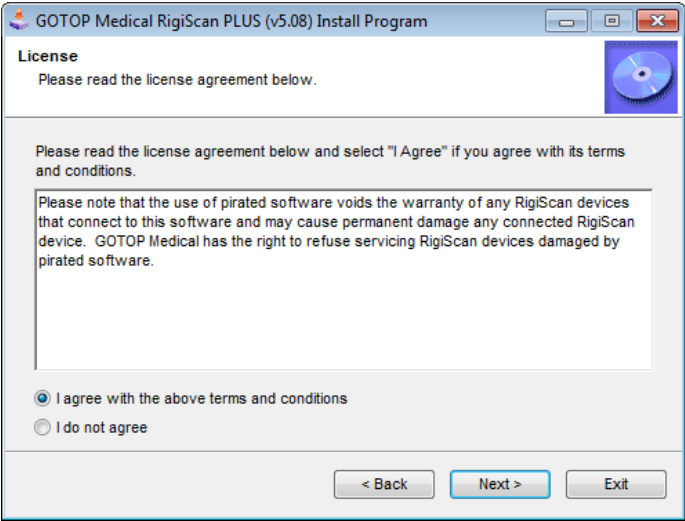 GOTOP Medical RigiScan PLUS (v5.08) Install Program
License
Please read the license agreement below.
Please read the license agreement below and select "I Agree" if you agree with its terms
and conditions.
Please note that the use of pirated software voids the warranty of any RigiScan devices
that connect to this software and may cause permanent damage any connected RigiScan
device.  GOTOP Medical has the right to refuse servicing RigiScan devices damaged by
pirated software.
I agree with the above terms and conditions
I do not agree
< Back
Next >
Exit